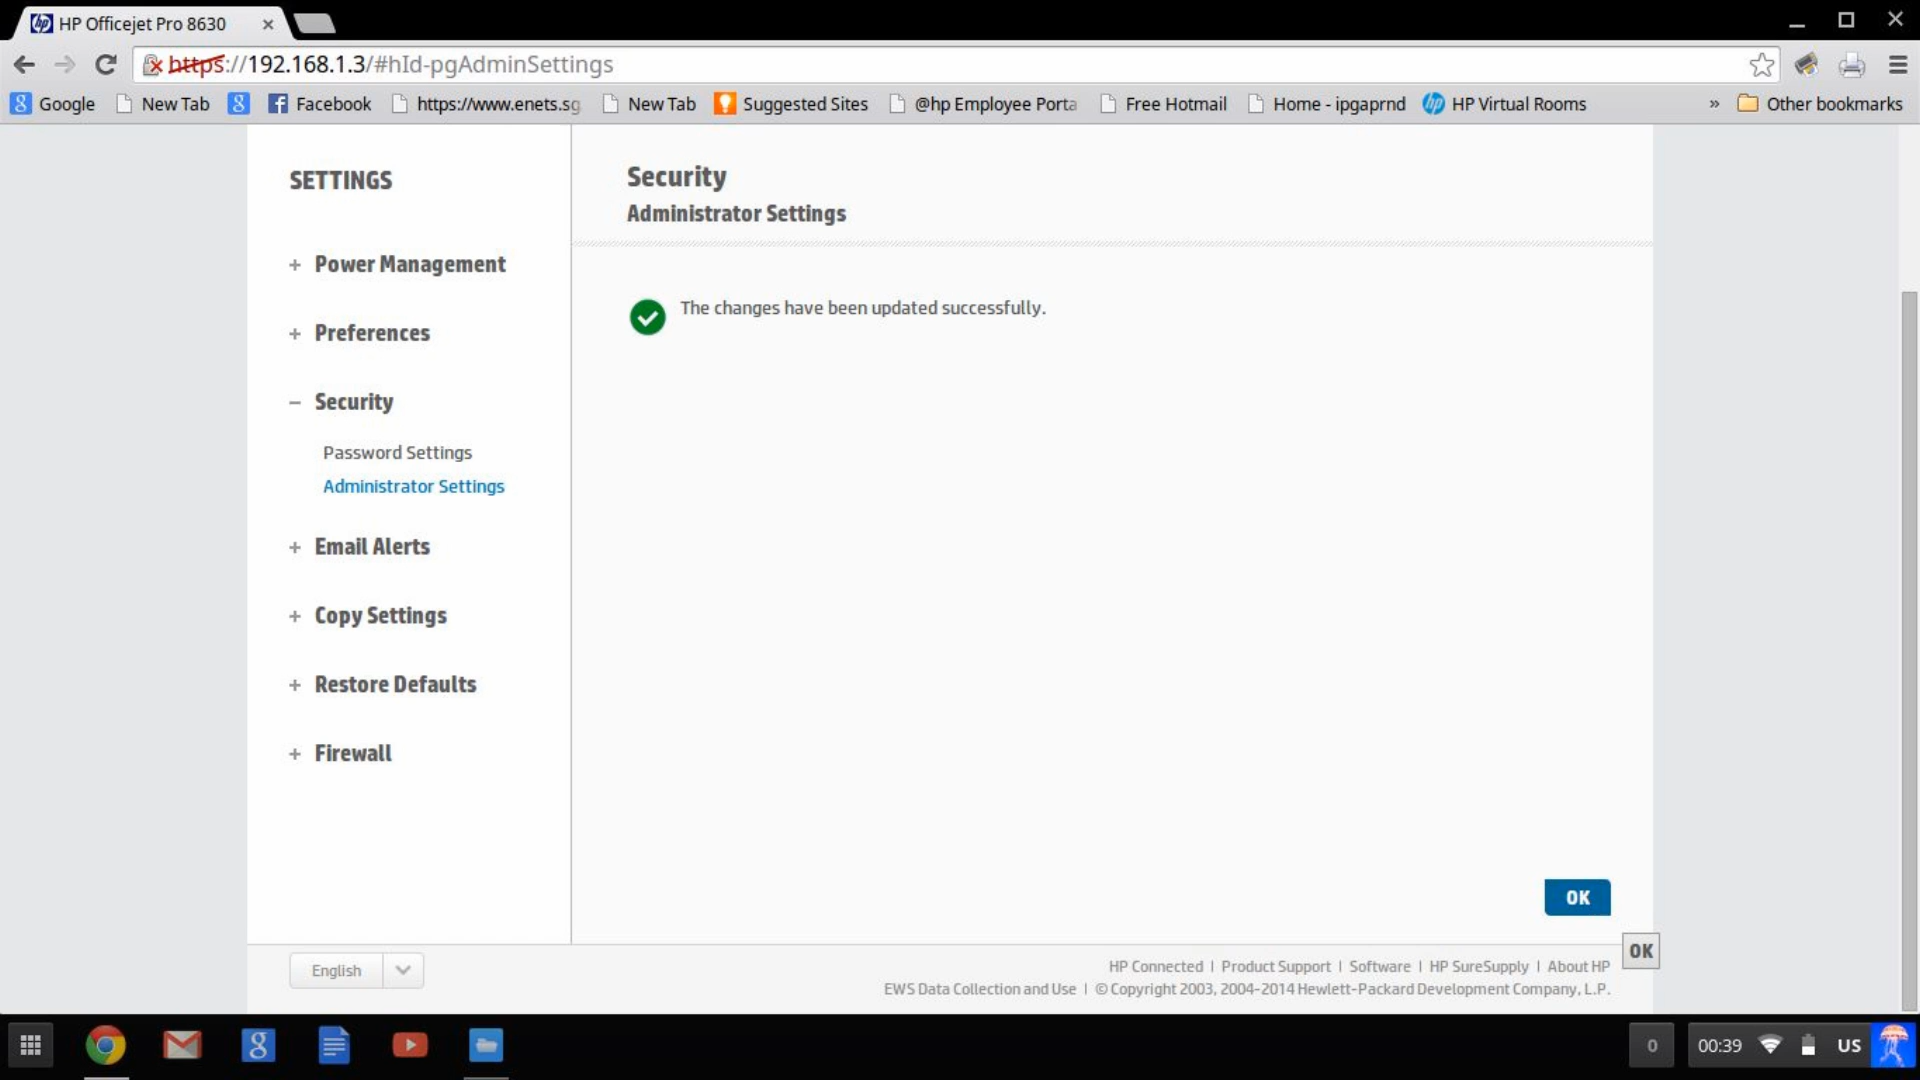 HP Officejet Pro 8630
https://192.168.1.3/#hId-pgAdminSettings
Google New Tab Facebook https://www.enets.sg New Tab Suggested Sites @hp Employee Porta Free Hotmail Home - ipgaprnd HP Virtual Rooms » Other bookmarks
SETTINGS
+ Power Management
+ Preferences
− Security
Password Settings
Administrator Settings
+ Email Alerts
+ Copy Settings
+ Restore Defaults
+ Firewall
Security
Administrator Settings
The changes have been updated successfully.
OK
OK
English
HP Connected | Product Support | Software | HP SureSupply | About HP
EWS Data Collection and Use | © Copyright 2003, 2004-2014 Hewlett-Packard Development Company, L.P.
0 00:39 US